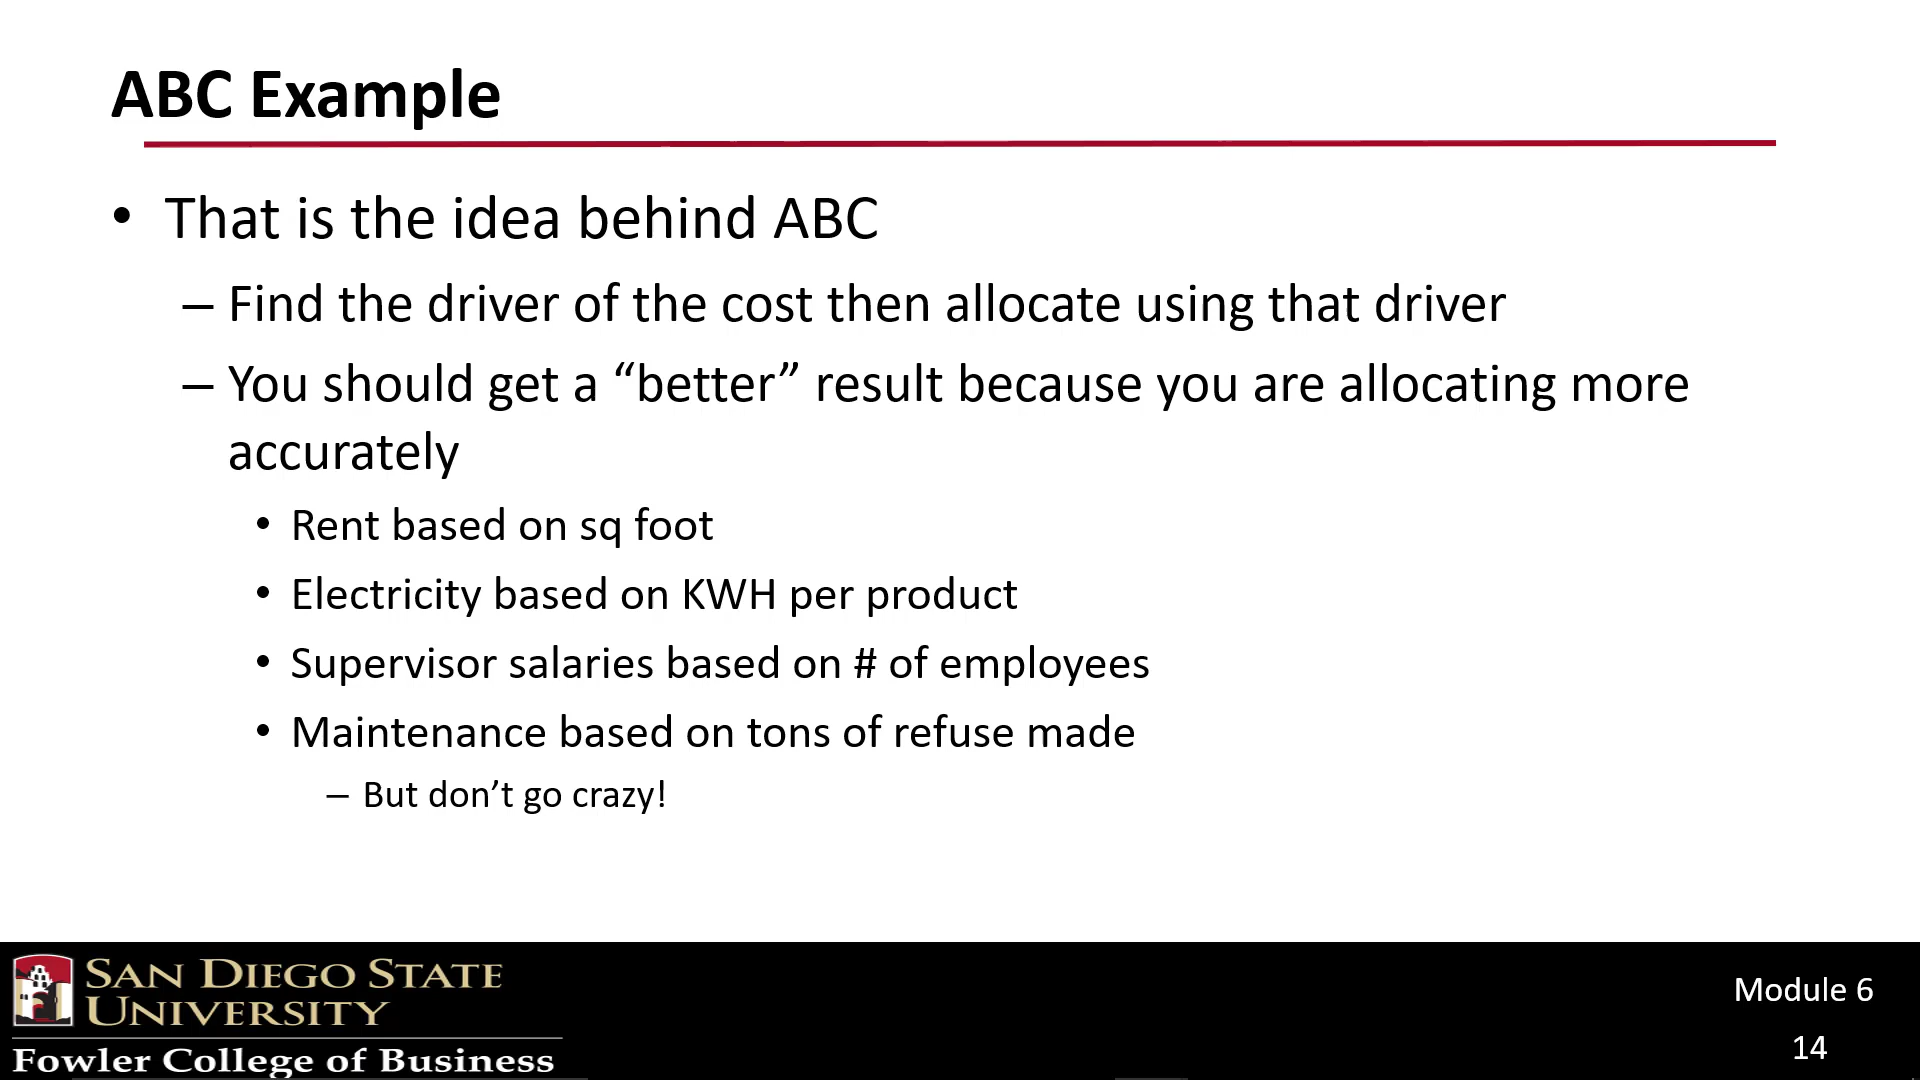 ABC Example
• That is the idea behind ABC
– Find the driver of the cost then allocate using that driver
– You should get a “better” result because you are allocating more
accurately
• Rent based on sq foot
• Electricity based on KWH per product
• Supervisor salaries based on # of employees
• Maintenance based on tons of refuse made
– But don’t go crazy!
SAN DIEGO STATE
UNIVERSITY
Fowler College of Business
Module 6
14